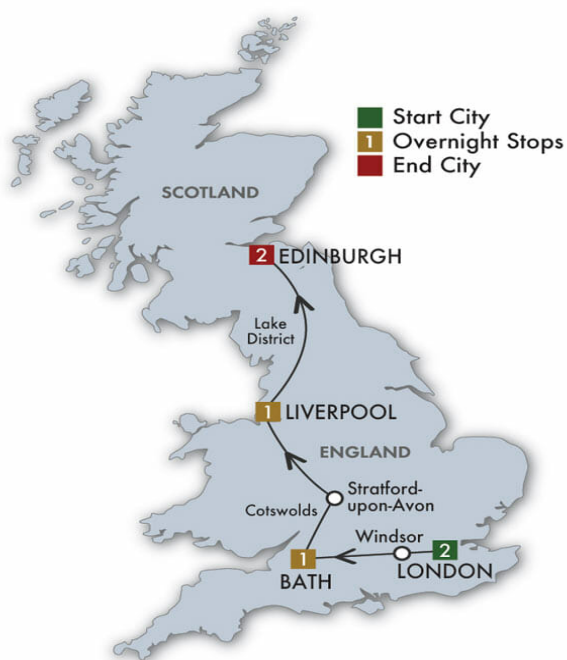 Start City
1 Overnight Stops
End City
SCOTLAND
2 EDINBURGH
Lake
District
1 LIVERPOOL
ENGLAND
Stratford-
upon-Avon
Cotswolds
Windsor
2
LONDON
1
BATH